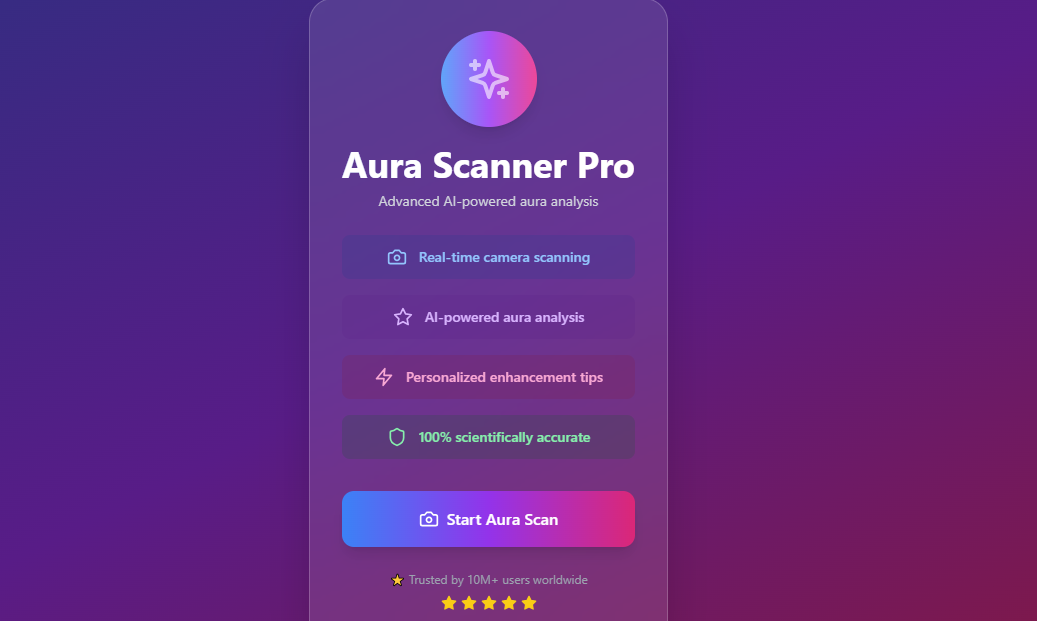 Aura Scanner Pro
Advanced AI-powered aura analysis
Real-time camera scanning
AI-powered aura analysis
Personalized enhancement tips
100% scientifically accurate
Start Aura Scan
⭐ Trusted by 10M+ users worldwide